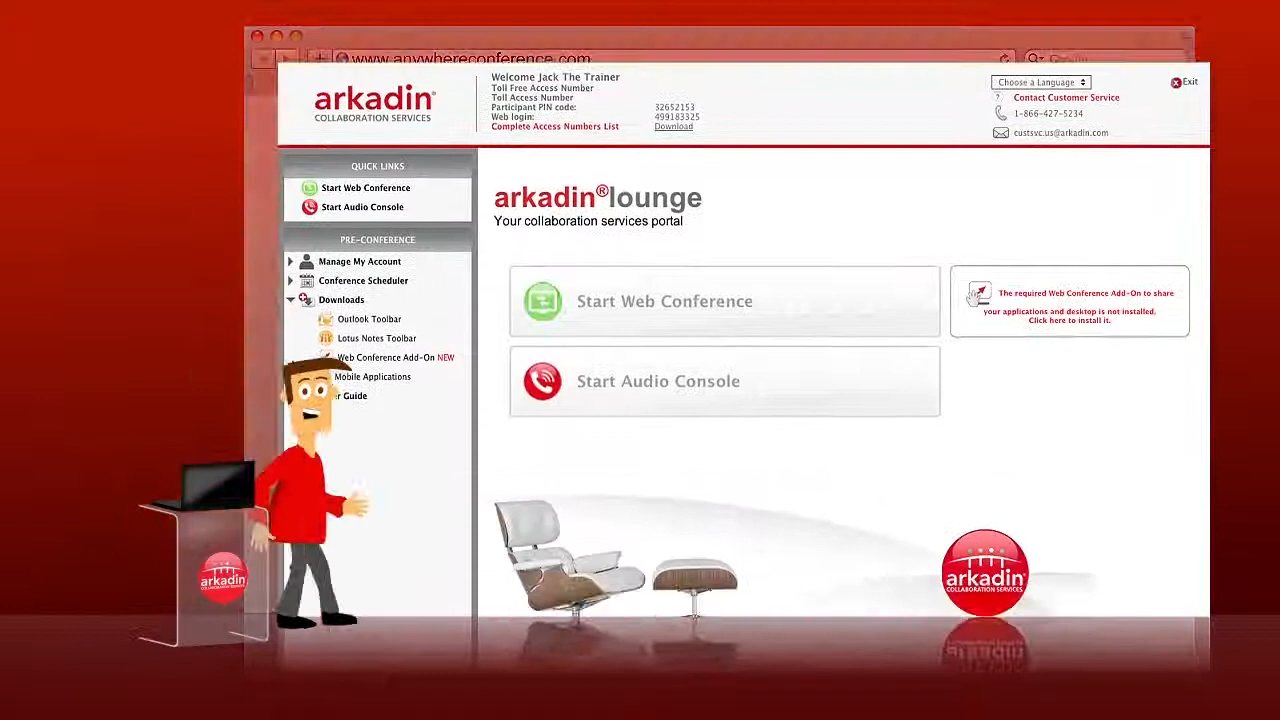 www.anywhereconference.com
arkadin®
COLLABORATION SERVICES
Welcome Jack The Trainer
Toll Free Access Number
Toll Access Number
Participant PIN code: 32652153
Web login: 499183325
Complete Access Numbers List Download
Choose a Language
Exit
? Contact Customer Service
1-866-427-5234
custsvc.us@arkadin.com
QUICK LINKS
Start Web Conference
Start Audio Console
PRE-CONFERENCE
Manage My Account
Conference Scheduler
Downloads
Outlook Toolbar
Lotus Notes Toolbar
Web Conference Add-On NEW
Mobile Applications
r Guide
arkadin®lounge
Your collaboration services portal
Start Web Conference
Start Audio Console
The required Web Conference Add-On to share
your applications and desktop is not installed.
Click here to install it.
arkadin
COLLABORATION SERVICES
arkadin®
COLLABORATION SERVICES